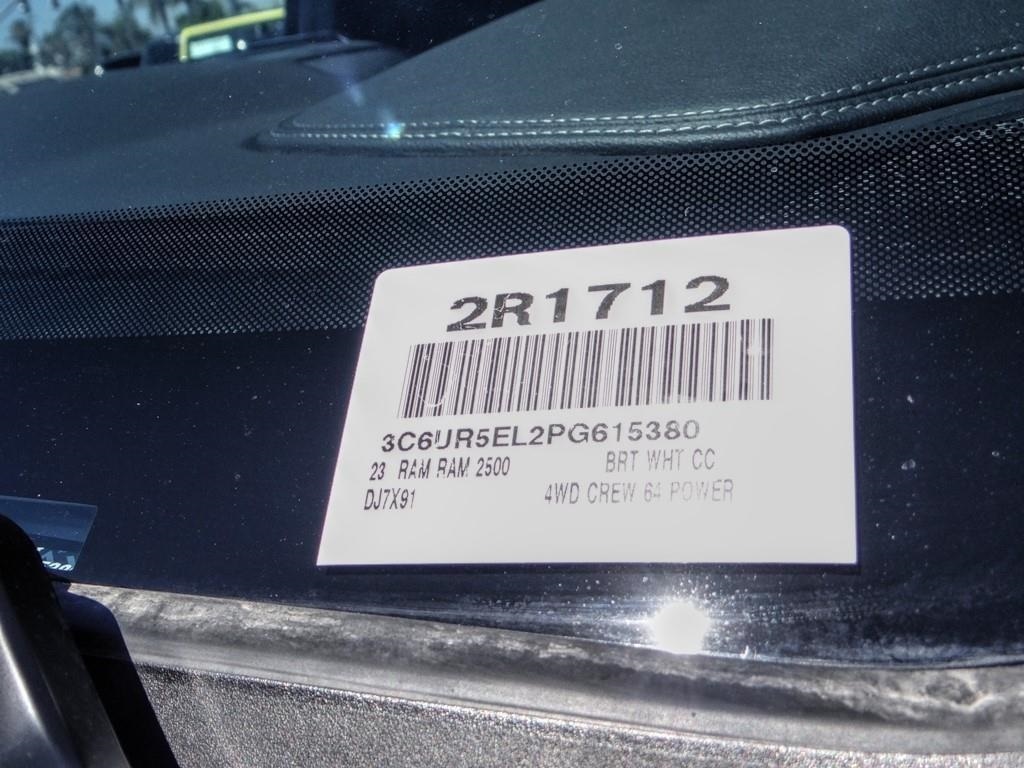 2R1712
3C6UR5EL2PG615380
23 RAM RAM 2500 BRT WHT CC
DJ7X91 4WD CREW 64 POWER